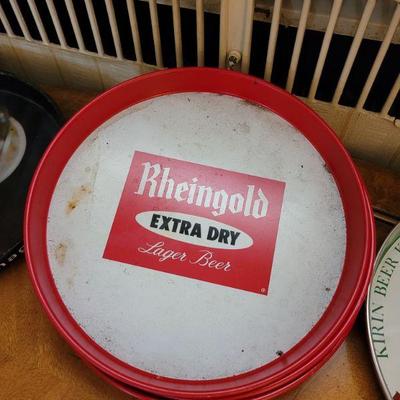 Rheingold
EXTRA DRY
Lager Beer
®
KIRIN BEER